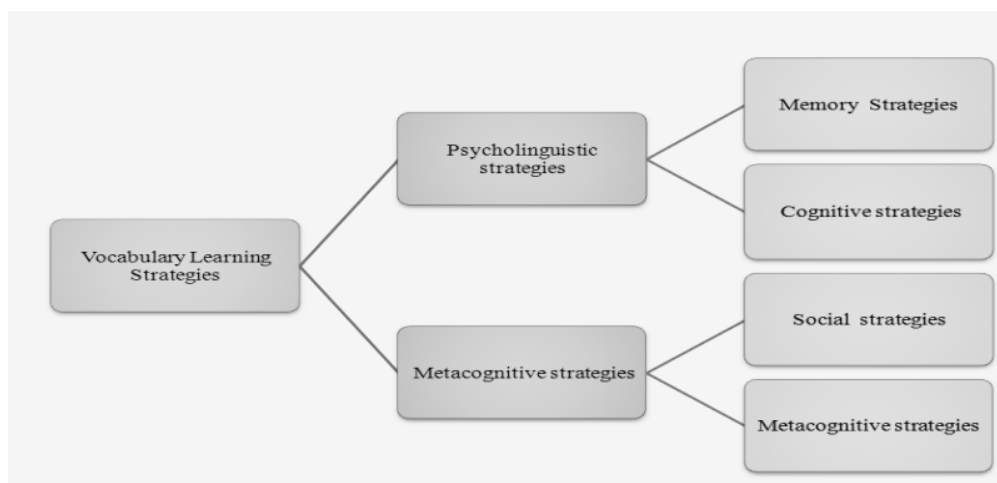 Vocabulary Learning
Strategies
Psycholinguistic
strategies
Metacognitive strategies
Memory Strategies
Cognitive strategies
Social strategies
Metacognitive strategies